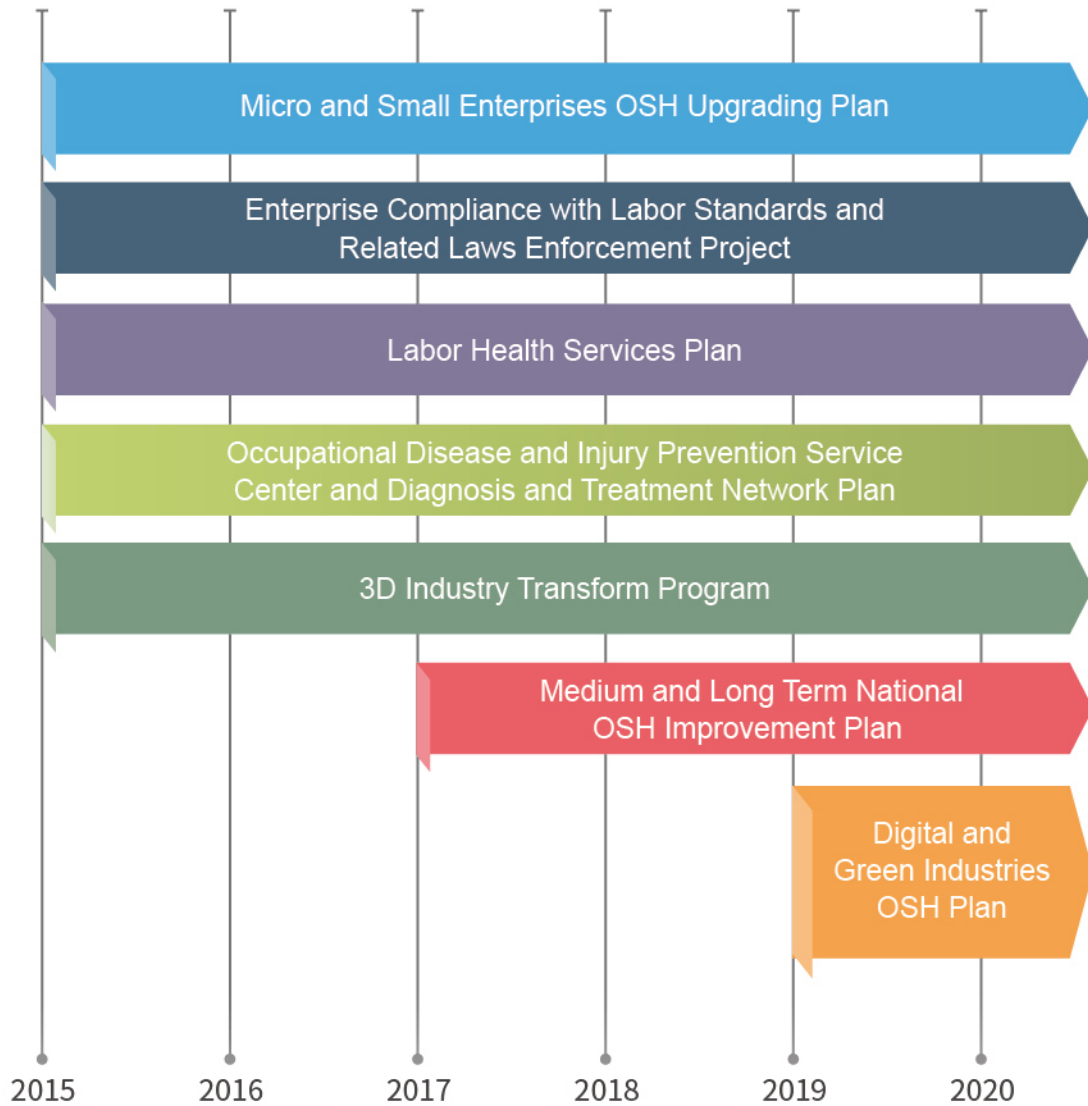 Micro and Small Enterprises OSH Upgrading Plan
Enterprise Compliance with Labor Standards and
Related Laws Enforcement Project
Labor Health Services Plan
Occupational Disease and Injury Prevention Service
Center and Diagnosis and Treatment Network Plan
3D Industry Transform Program
Medium and Long Term National
OSH Improvement Plan
Digital and
Green Industries
OSH Plan
2015 2016 2017 2018 2019 2020